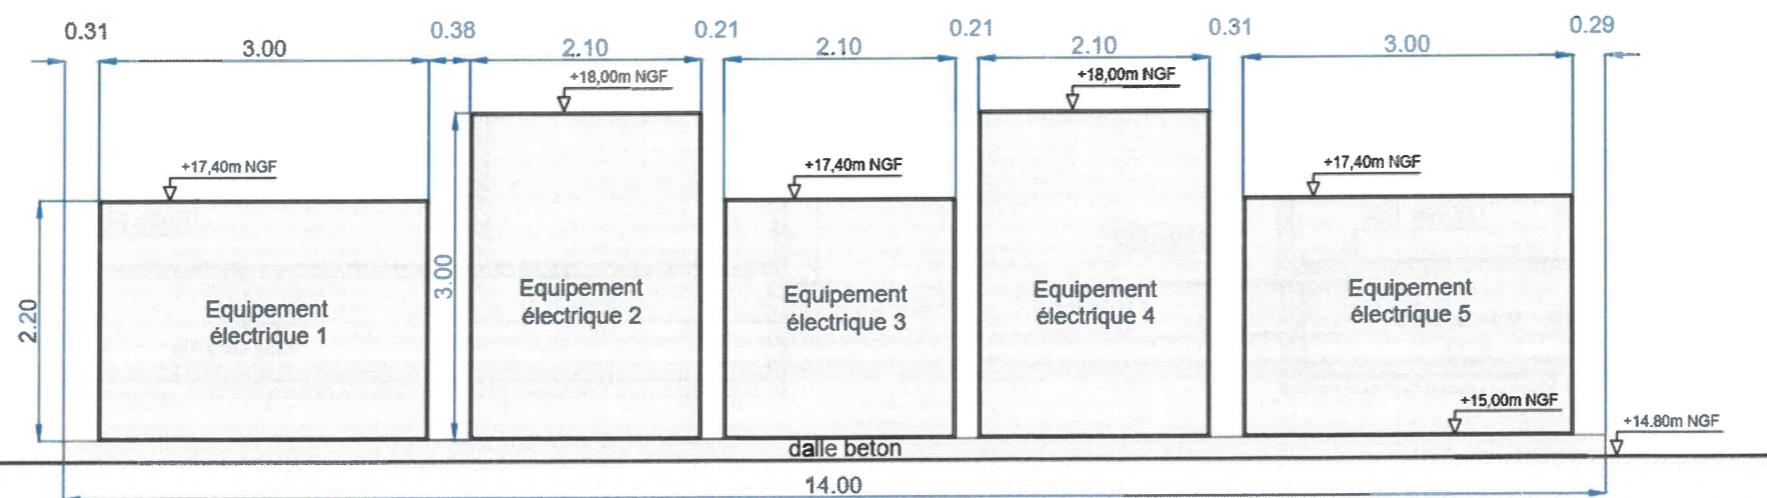 0.31
0.38
0.21
0.21
0.31
0.29
3.00
2.10
2.10
2.10
3.00
+18,00m NGF
+18,00m NGF
+17,40m NGF
+17,40m NGF
+17,40m NGF
2.20
3.00
Equipement
électrique 1
Equipement
électrique 2
Equipement
électrique 3
Equipement
électrique 4
Equipement
électrique 5
+15,00m NGF
+14.80m NGF
dalle beton
14.00